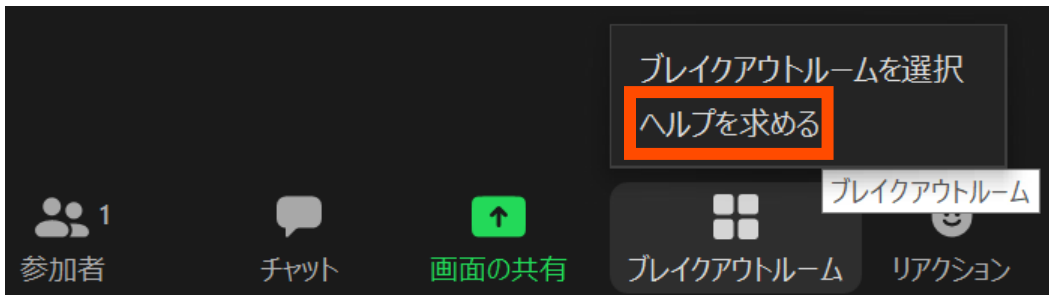 ブレイクアウトルームを選択
ヘルプを求める
ブレイクアウトルーム
1
参加者
チャット
画面の共有
ブレイクアウトルーム
リアクション